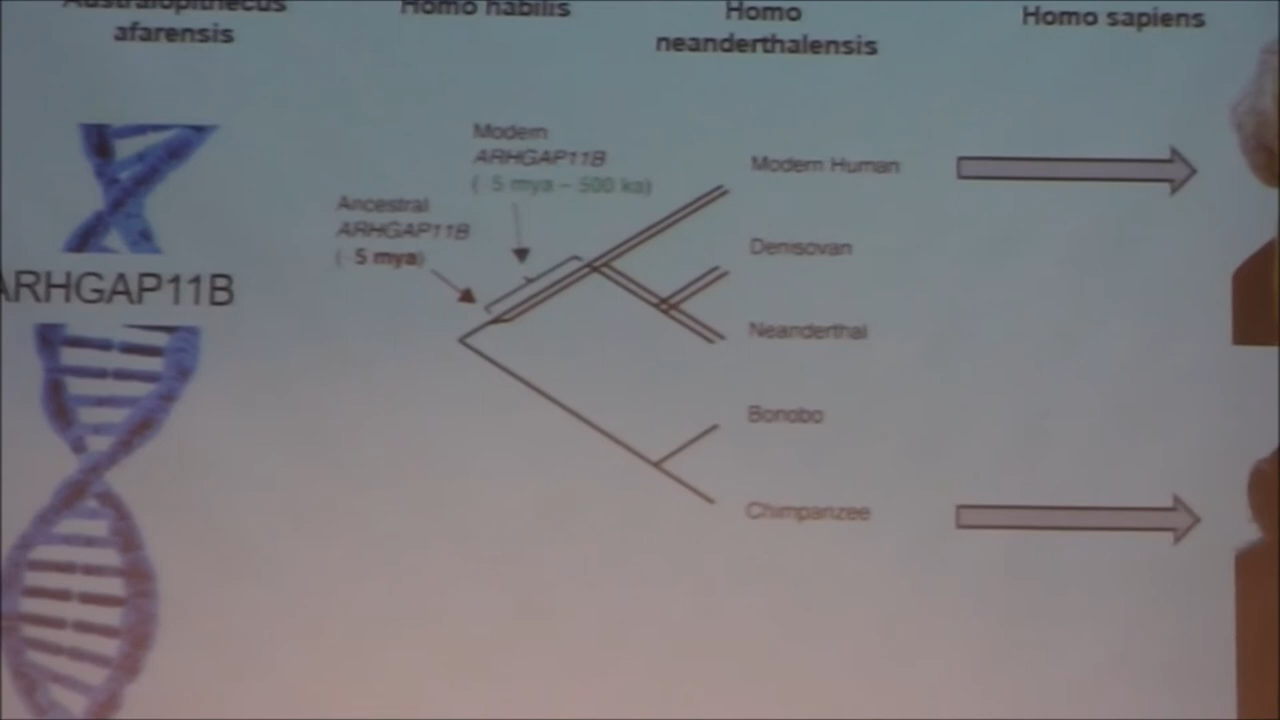 Australopithecus
afarensis
Homo habilis
Homo
neanderthalensis
Homo sapiens
Modern
ARHGAP11B
( 5 mya – 500 ka)
Ancestral
ARHGAP11B
( 5 mya)
ARHGAP11B
Modern Human
Denisovan
Neanderthal
Bonobo
Chimpanzee